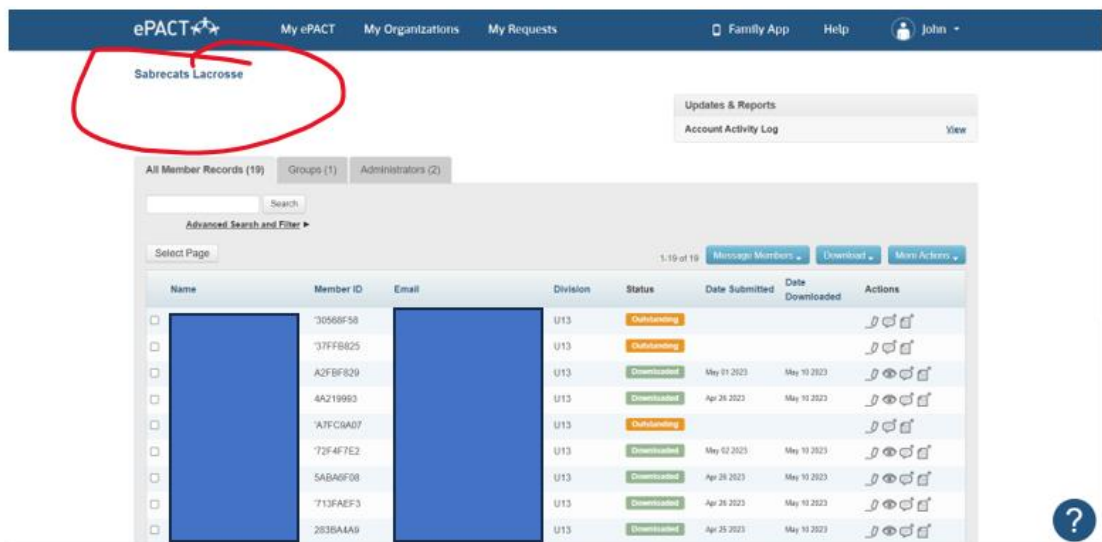 ePACT My ePACT My Organizations My Requests Family App Help John
Sabrecats Lacrosse
Updates & Reports
Account Activity Log View
All Member Records (19) Groups (1) Administrators (2)
Search
Advanced Search and Filter ▶
Select Page 1-19 of 19 Message Members Download More Actions
Name Member ID Email Division Status Date Submitted Date Downloaded Actions
'30568F58 U13 Outstanding
'37FFB825 U13 Outstanding
A2FBF829 U13 Downloaded May 01 2023 May 10 2023
4A219993 U13 Downloaded Apr 26 2023 May 10 2023
'A7FC9A07 U13 Outstanding
'72F4F7E2 U13 Downloaded May 02 2023 May 10 2023
5ABA6F08 U13 Downloaded Apr 26 2023 May 10 2023
'713FAEF3 U13 Downloaded Apr 26 2023 May 10 2023
283BA4A9 U13 Downloaded Apr 25 2023 May 10 2023
?